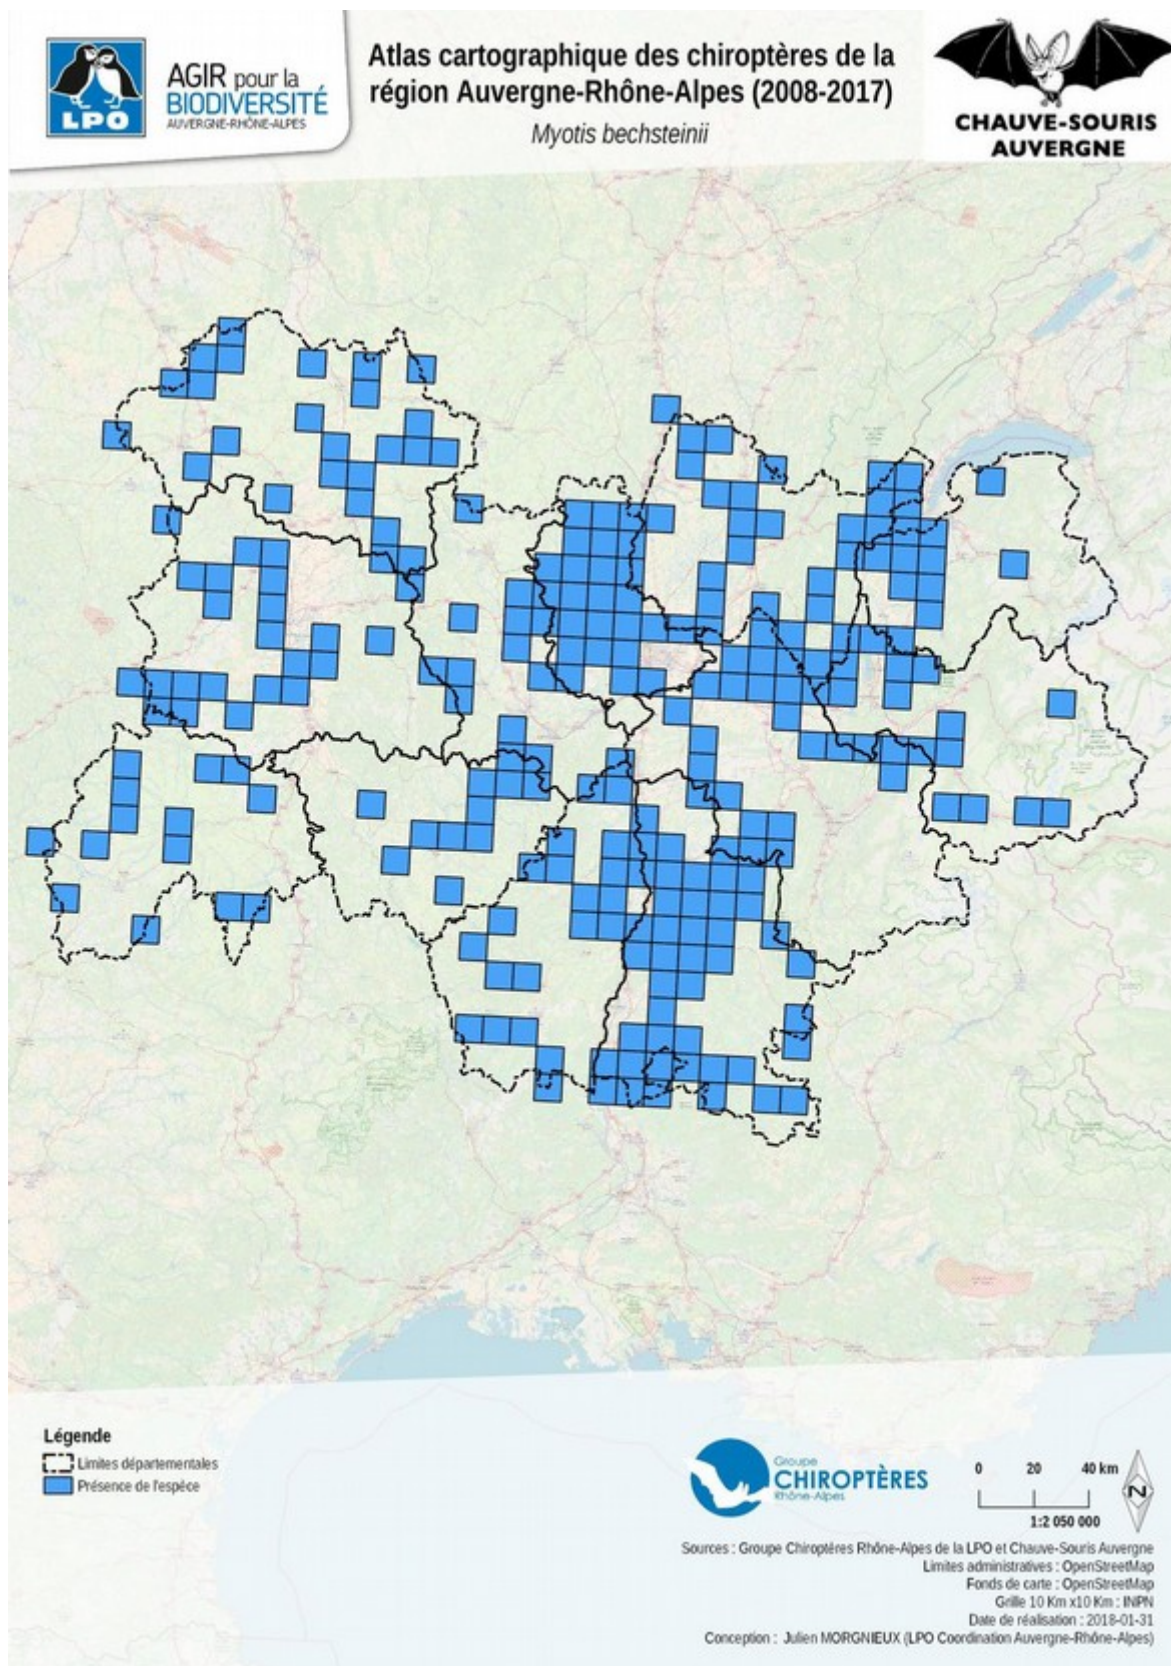 LPO
AGIR pour la
BIODIVERSITÉ
AUVERGNE-RHÔNE-ALPES
Atlas cartographique des chiroptères de la
région Auvergne-Rhône-Alpes (2008-2017)
Myotis bechsteinii
CHAUVE-SOURIS
AUVERGNE
Légende
Limites départementales
Présence de l'espéce
Groupe
CHIROPTÈRES
Rhône-Alpes
0 20 40 km
1:2 050 000
N
Sources : Groupe Chiroptères Rhône-Alpes de la LPO et Chauve-Souris Auvergne
Limites administratives : OpenStreetMap
Fonds de carte : OpenStreetMap
Grille 10 Km x10 Km : INPN
Date de réalisation : 2018-01-31
Conception : Julien MORGNIEUX (LPO Coordination Auvergne-Rhône-Alpes)